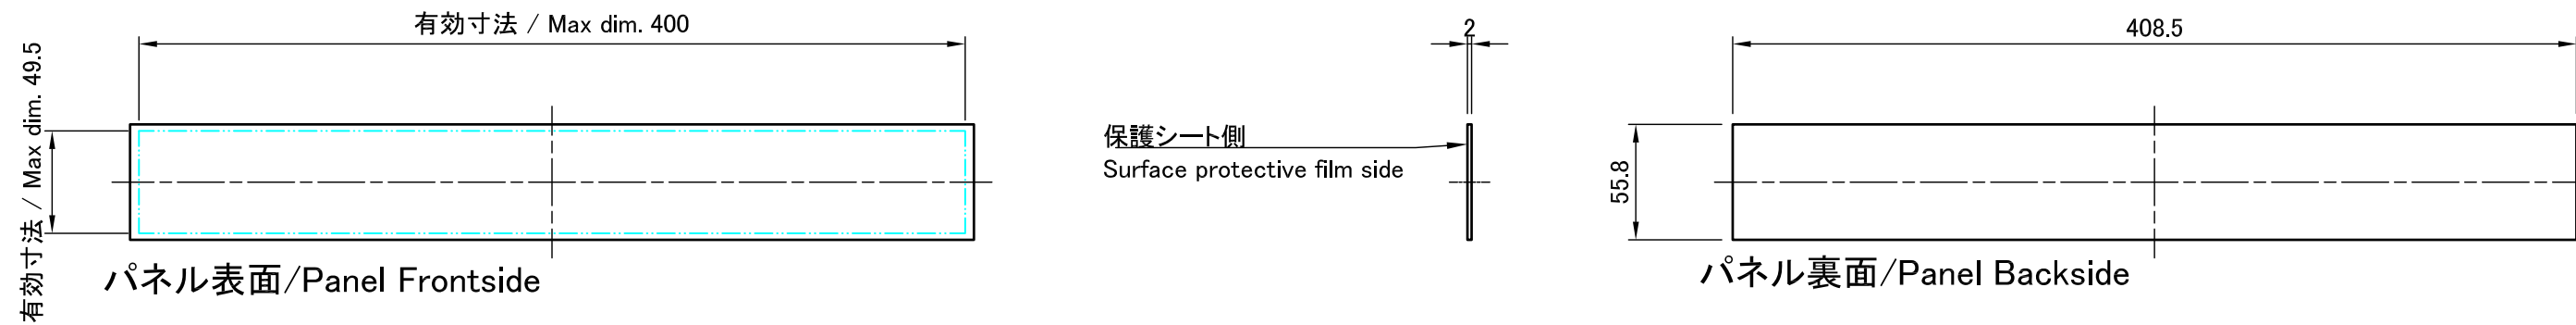 有効寸法 / Max dim. 400
有効寸法 / Max dim. 49.5
パネル表面/Panel Frontside
2
保護シート側
Surface protective film side
408.5
55.8
パネル裏面/Panel Backside